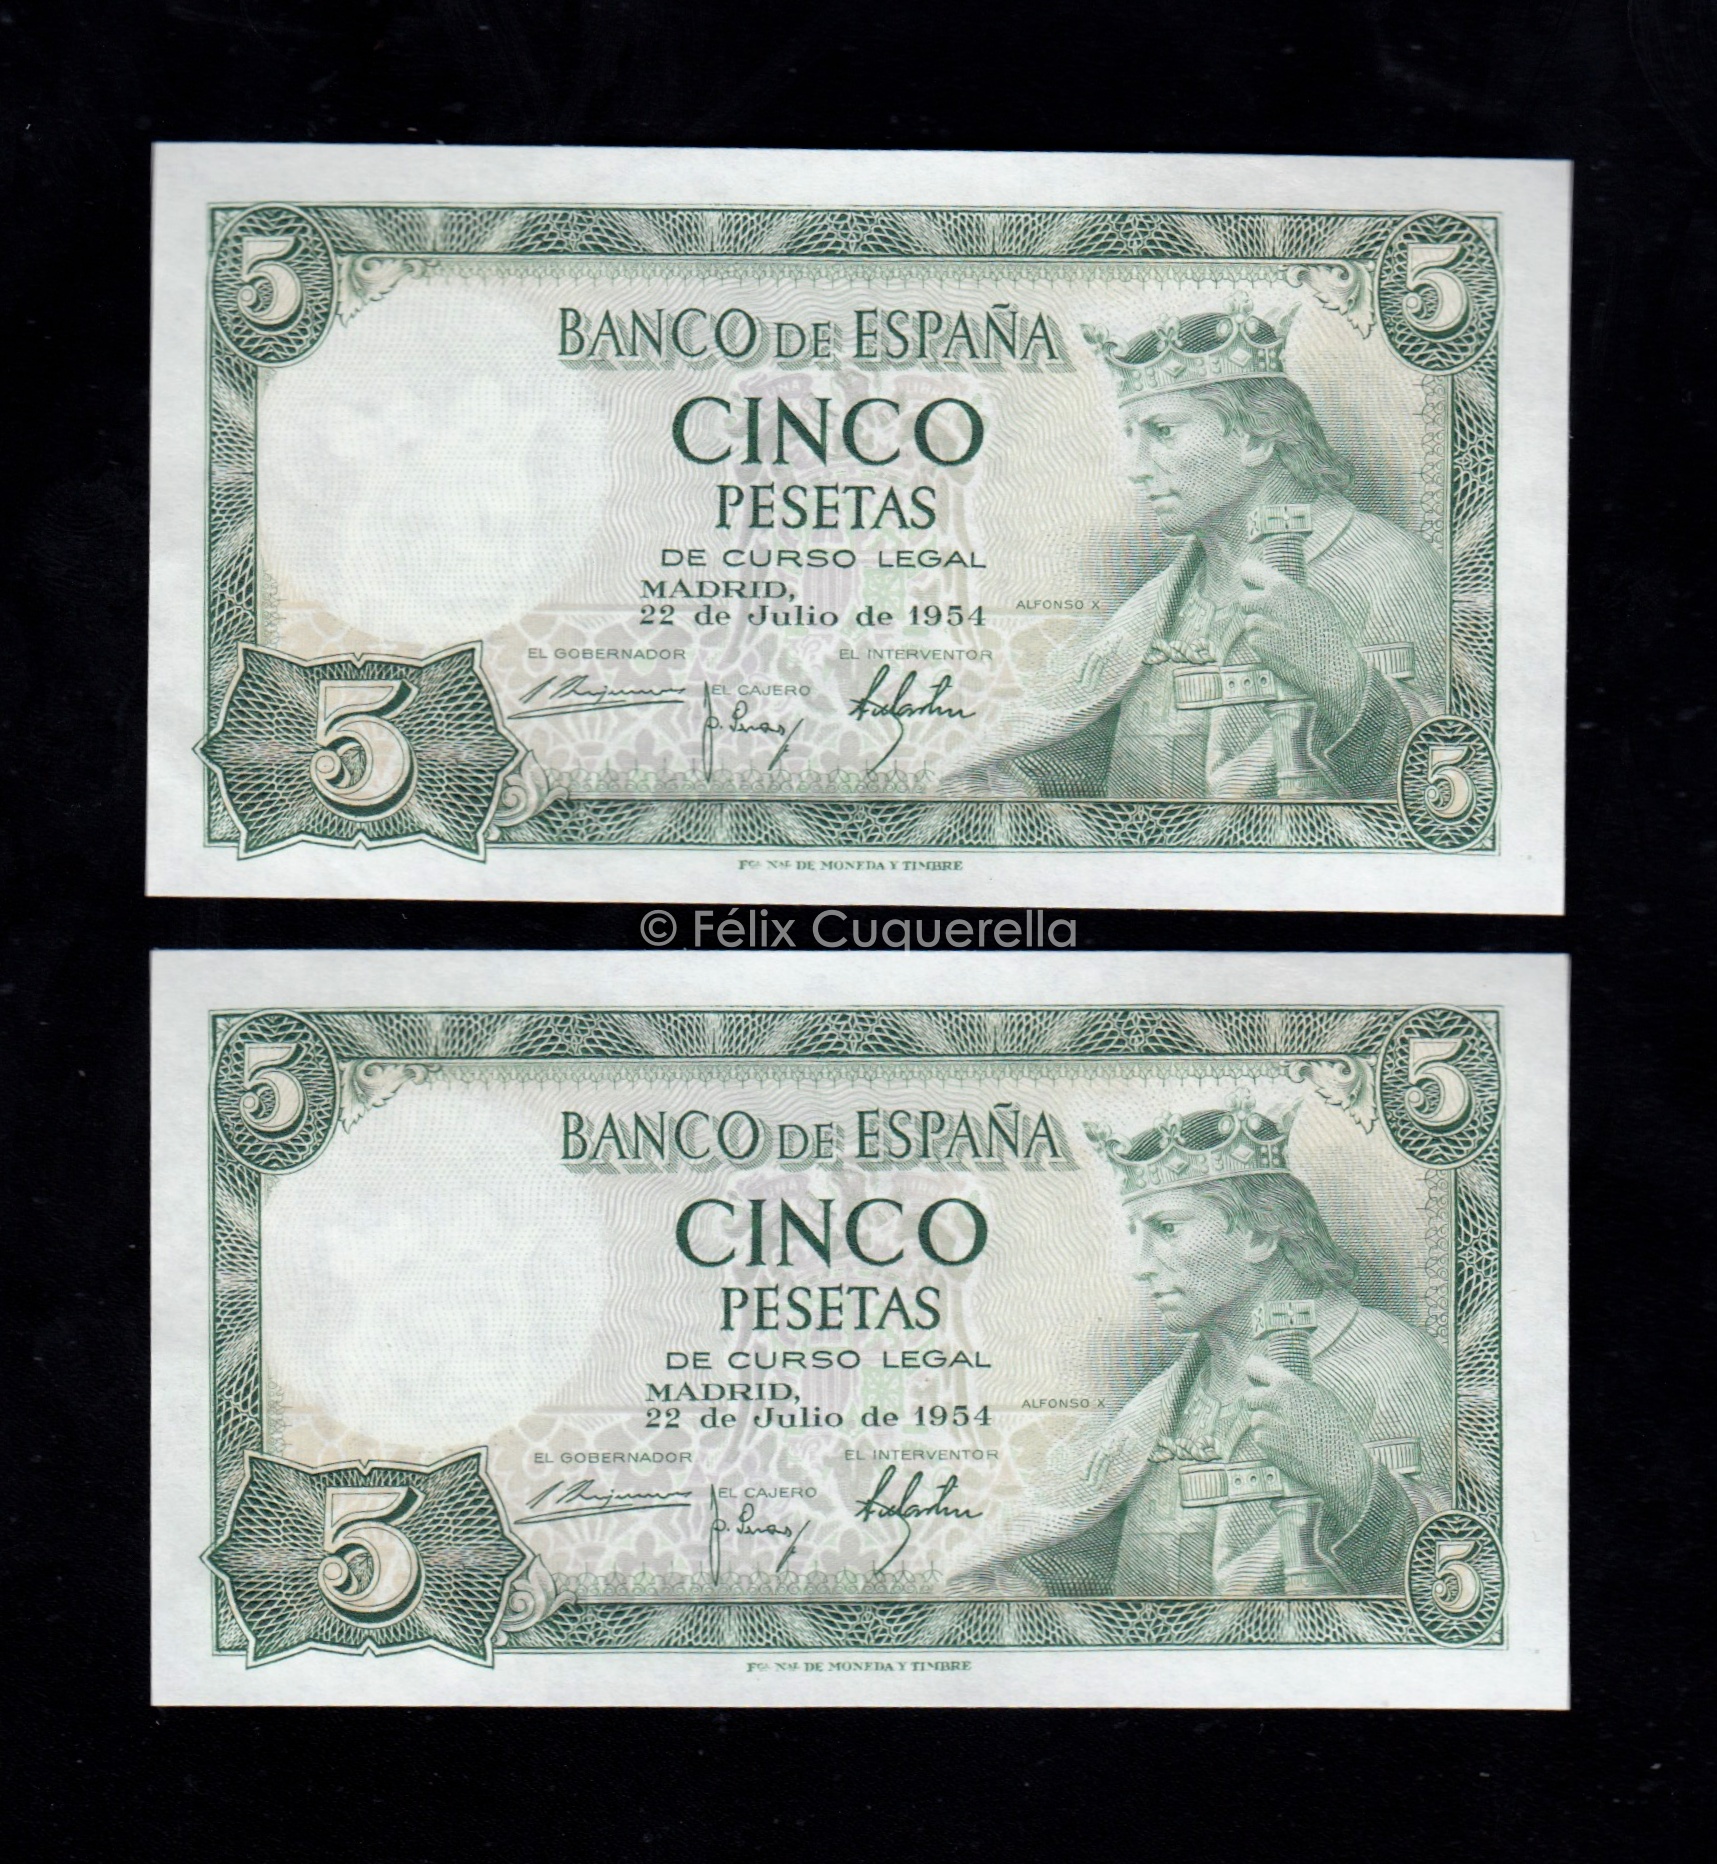 5 5
BANCO DE ESPAÑA
CINCO
PESETAS
DE CURSO LEGAL
MADRID,
22 de Julio de 1954
ALFONSO X
EL GOBERNADOR EL INTERVENTOR
EL CAJERO
5 5
Fca. Nal. DE MONEDA Y TIMBRE
© Félix Cuquerella
5 5
BANCO DE ESPAÑA
CINCO
PESETAS
DE CURSO LEGAL
MADRID,
22 de Julio de 1954
ALFONSO X
EL GOBERNADOR EL INTERVENTOR
EL CAJERO
5 5
Fca. Nal. DE MONEDA Y TIMBRE